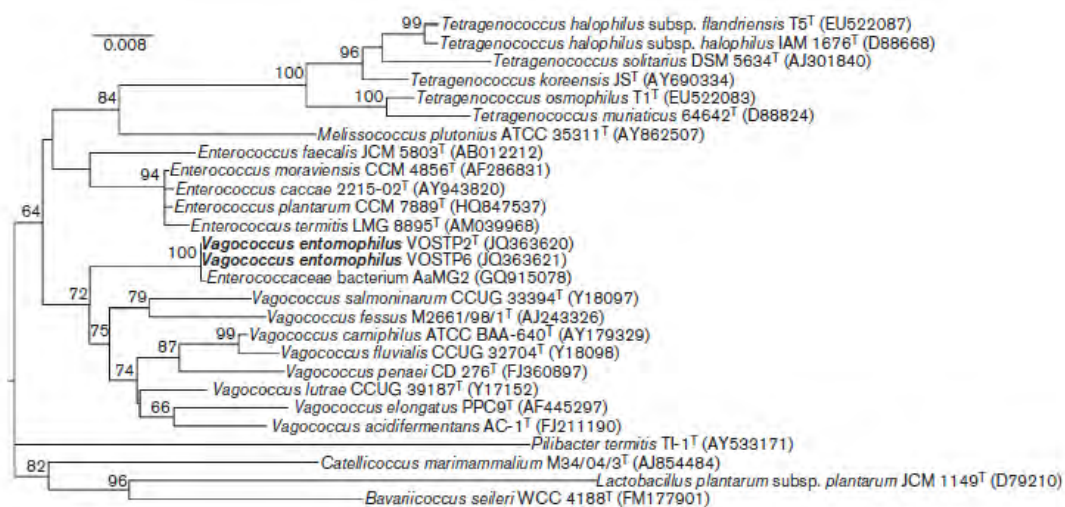 99 Tetragenococcus halophilus subsp. flandriensis T5ᵀ (EU522087)
0.008
Tetragenococcus halophilus subsp. halophilus IAM 1676ᵀ (D88668)
96
Tetragenococcus solitarius DSM 5634ᵀ (AJ301840)
100
Tetragenococcus koreensis JSᵀ (AY690334)
84
100 Tetragenococcus osmophilus T1ᵀ (EU522083)
Tetragenococcus muriaticus 64642ᵀ (D88824)
Melissococcus plutonius ATCC 35311ᵀ (AY862507)
Enterococcus faecalis JCM 5803ᵀ (AB012212)
Enterococcus moraviensis CCM 4856ᵀ (AF286831)
94
Enterococcus caccae 2215-02ᵀ (AY943820)
Enterococcus plantarum CCM 7889ᵀ (HQ847537)
64
Enterococcus termitis LMG 8895ᵀ (AM039968)
Vagococcus entomophilus VOSTP2ᵀ (JQ363620)
100
Vagococcus entomophilus VOSTP6 (JQ363621)
Enterococcaceae bacterium AaMG2 (GQ915078)
72
79 Vagococcus salmoninarum CCUG 33394ᵀ (Y18097)
Vagococcus fessus M2661/98/1ᵀ (AJ243326)
75
99 Vagococcus carniphilus ATCC BAA-640ᵀ (AY179329)
87
Vagococcus fluvialis CCUG 32704ᵀ (Y18098)
74
Vagococcus penaei CD 276ᵀ (FJ360897)
Vagococcus lutrae CCUG 39187ᵀ (Y17152)
66 Vagococcus elongatus PPC9ᵀ (AF445297)
Vagococcus acidifermentans AC-1ᵀ (FJ211190)
Pilibacter termitis TI-1ᵀ (AY533171)
82
Catellicoccus marimammalium M34/04/3ᵀ (AJ854484)
96
Lactobacillus plantarum subsp. plantarum JCM 1149ᵀ (D79210)
Bavariicoccus seileri WCC 4188ᵀ (FM177901)